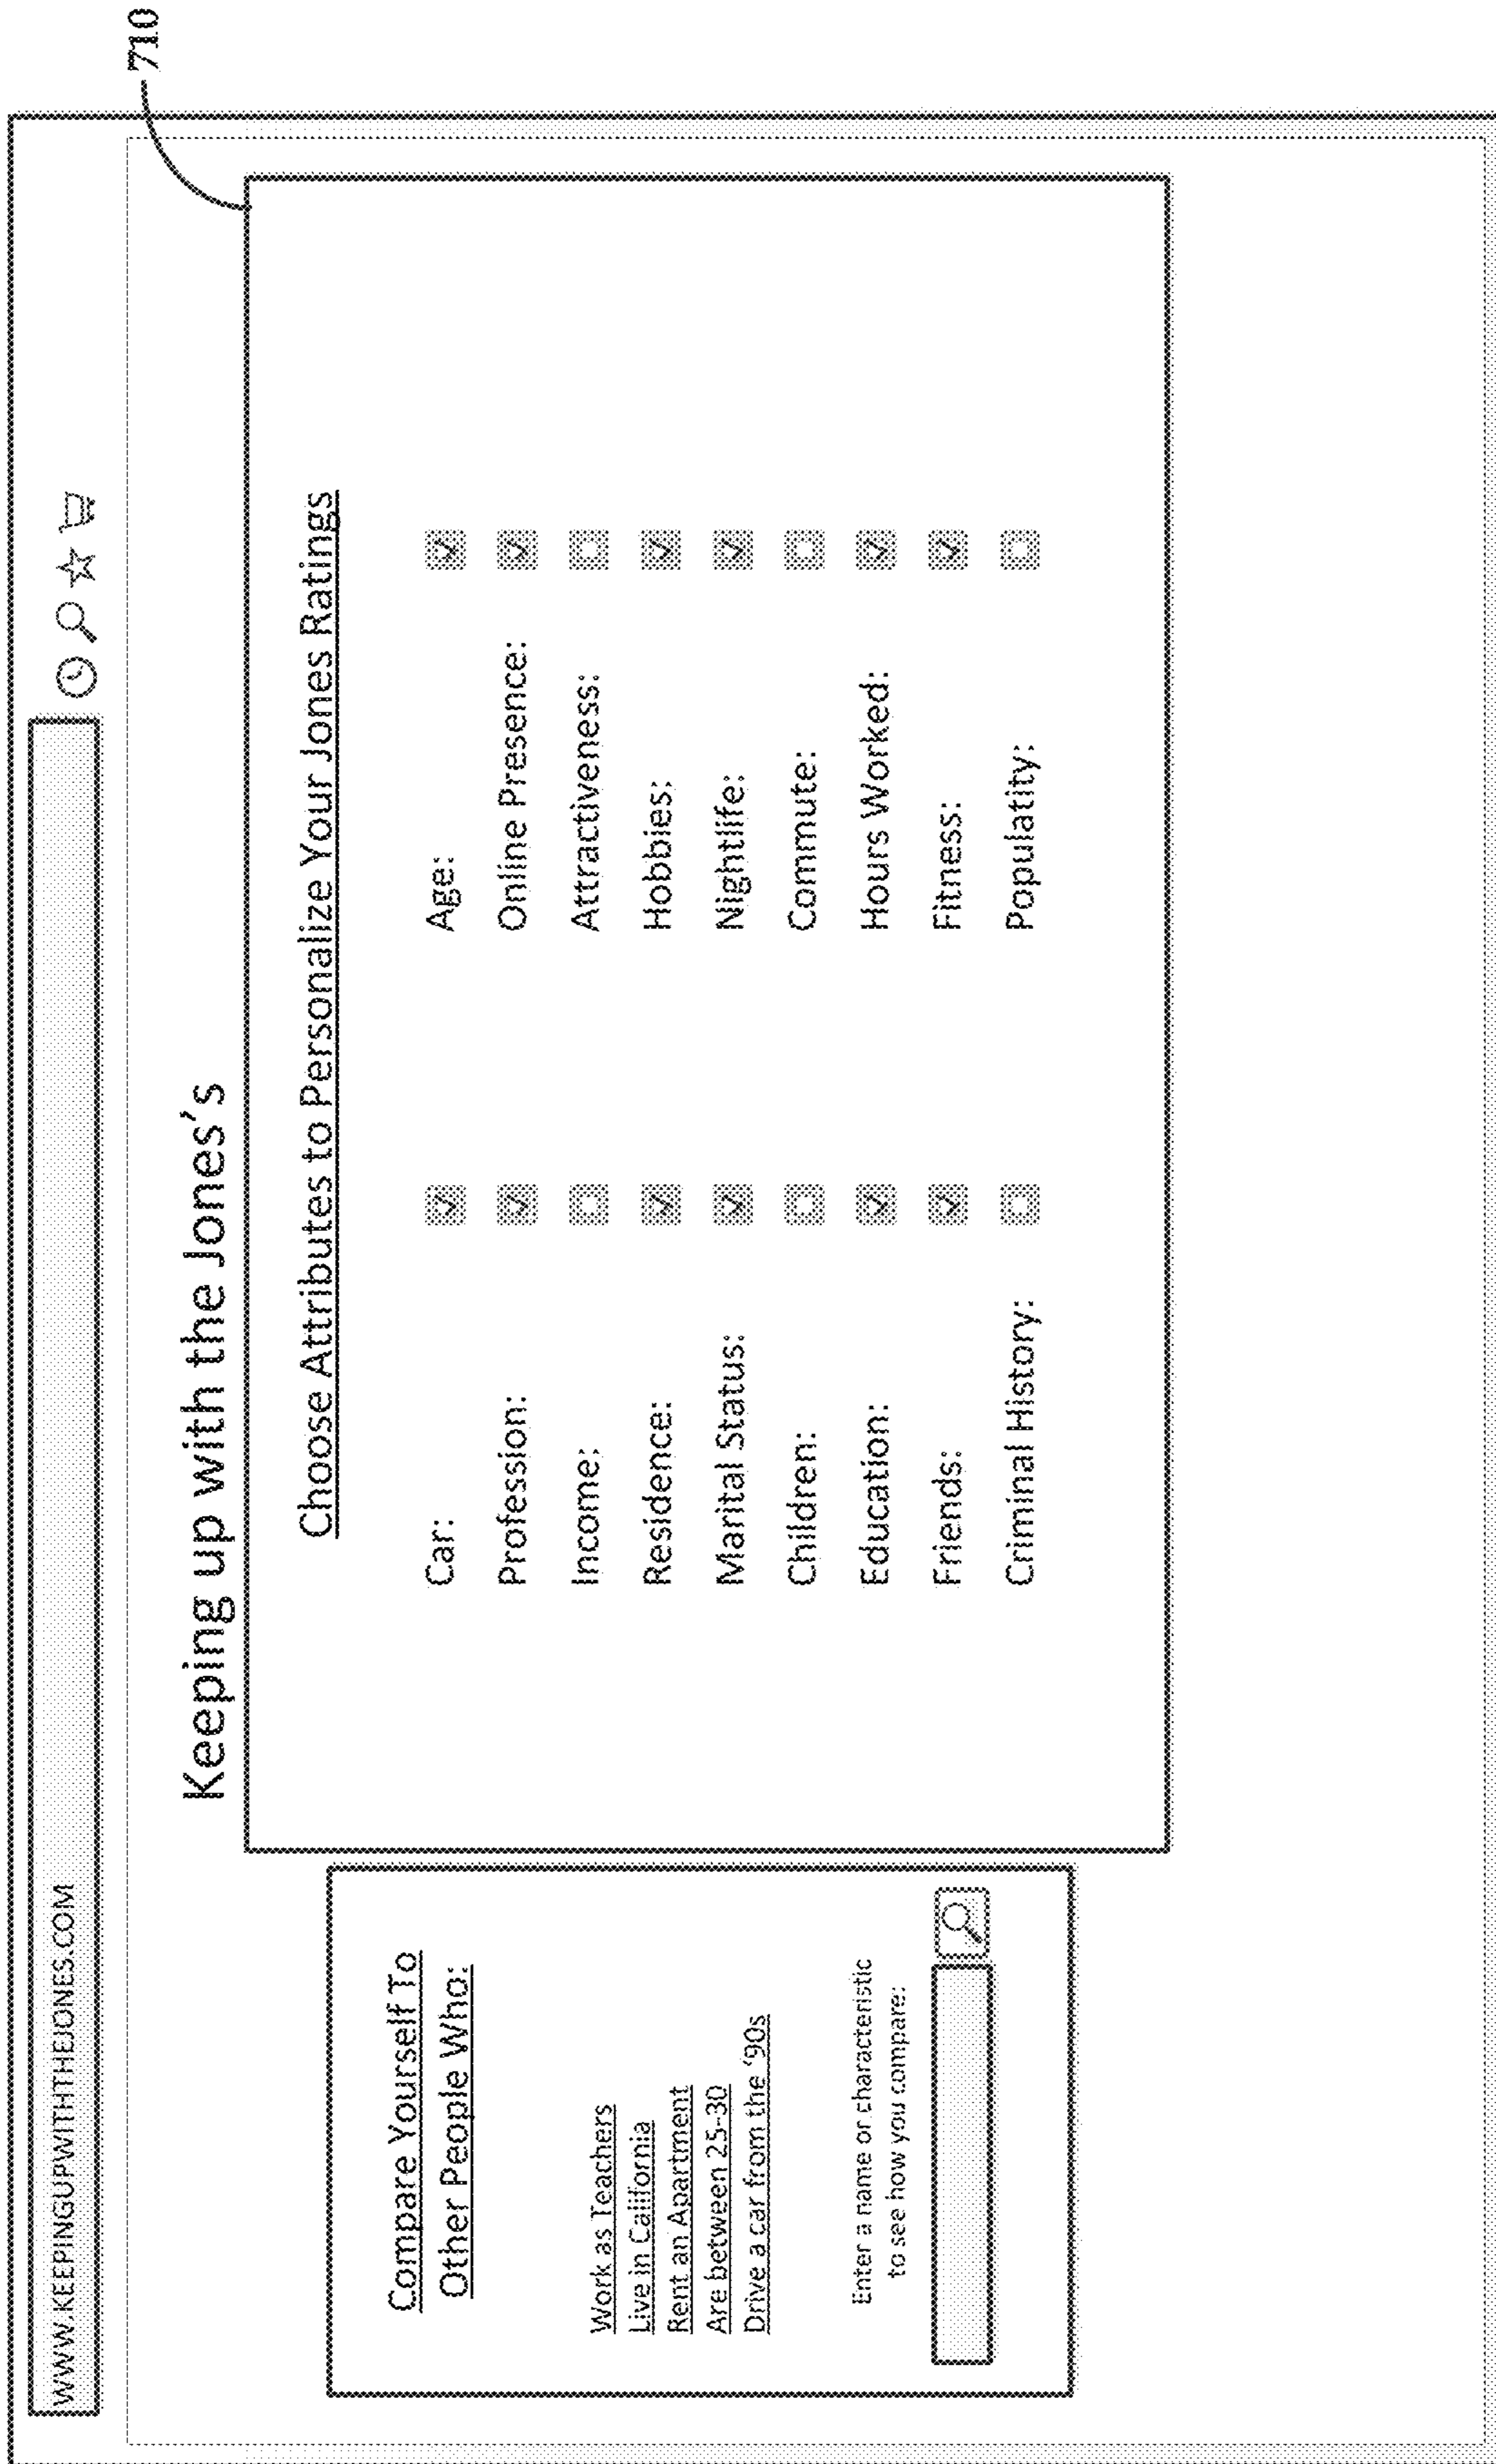 710
WWW.KEEPINGUPWITHTHEJONES.COM
Keeping up with the Jones's
Compare Yourself To
Other People Who:
Work as Teachers
Live in California
Rent an Apartment
Are between 25-30
Drive a car from the ‘90s
Enter a name or characteristic
to see how you compare:
Choose Attributes to Personalize Your Jones Ratings
Car:
Profession:
Income:
Residence:
Marital Status:
Children:
Education:
Friends:
Criminal History:
Age:
Online Presence:
Attractiveness:
Hobbies:
Nightlife:
Commute:
Hours Worked:
Fitness:
Populatity: